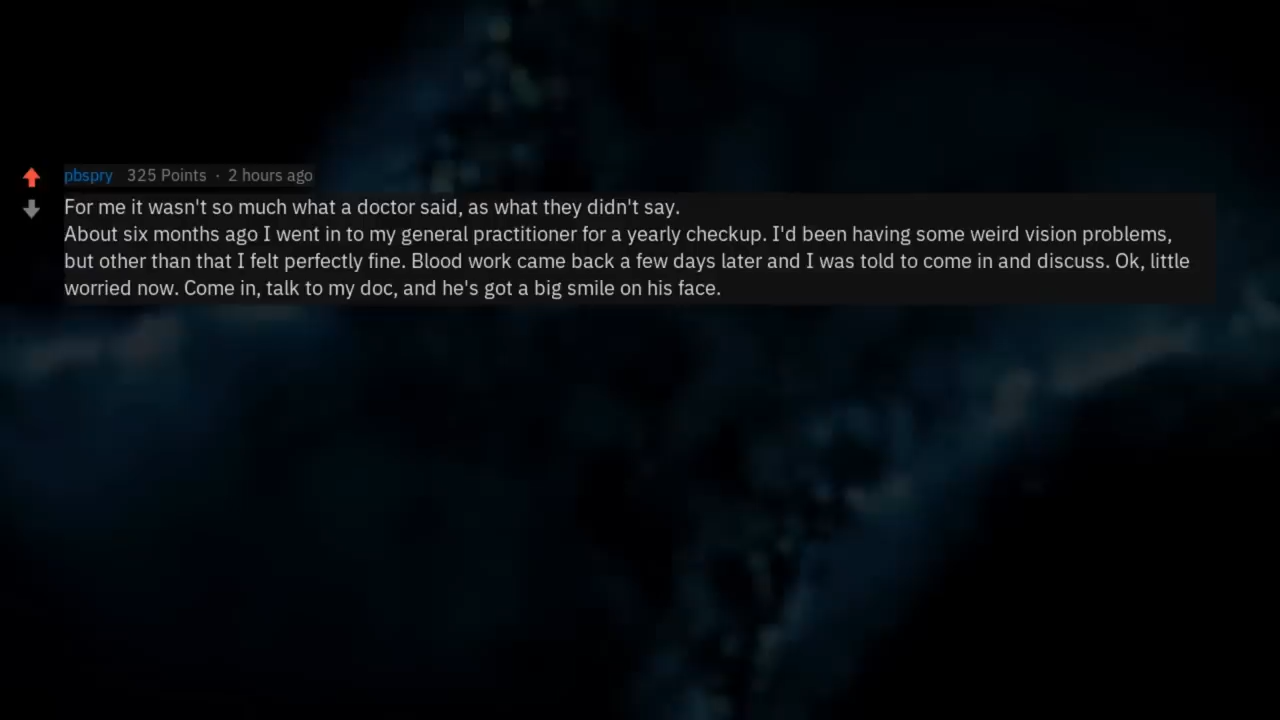 pbspry 325 Points · 2 hours ago
For me it wasn't so much what a doctor said, as what they didn't say.
About six months ago I went in to my general practitioner for a yearly checkup. I'd been having some weird vision problems,
but other than that I felt perfectly fine. Blood work came back a few days later and I was told to come in and discuss. Ok, little
worried now. Come in, talk to my doc, and he's got a big smile on his face.